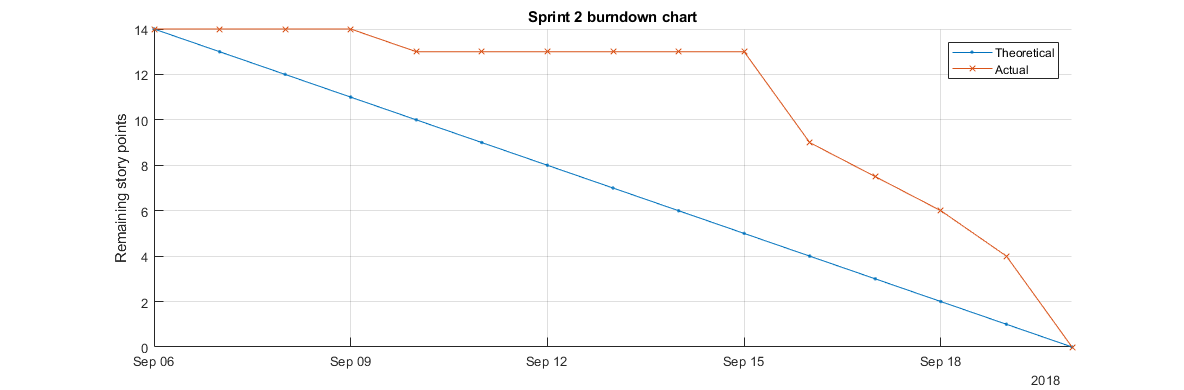 Sprint 2 burndown chart
Remaining story points
14
12
10
8
6
4
2
0
Theoretical
Actual
Sep 06
Sep 09
Sep 12
Sep 15
Sep 18
2018